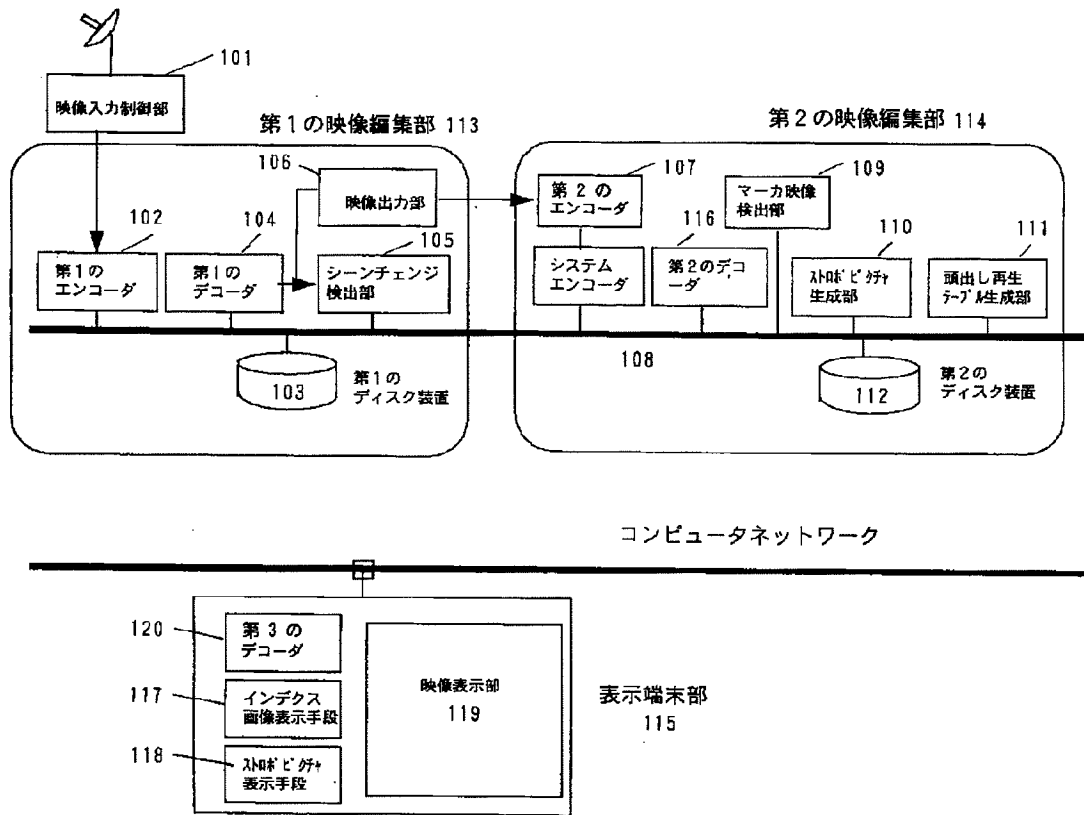 101
映像入力制御部
第1の映像編集部 113
第2の映像編集部 114
106
映像出力部
107
第 2 の
エンコーダ
109
マーカ映像
検出部
102
第1の
エンコーダ
104
第1の
デコーダ
105
シーンチェンジ
検出部
システム
エンコーダ
116
第2のデコ
ーダ
110
ストロボピクチャ
生成部
111
頭出し再生
テーブル生成部
108
103
第1の
ディスク装置
112
第2の
ディスク装置
コンピュータネットワーク
120
第 3 の
デコーダ
117
インデクス
画像表示手段
118
ストロボピクチャ
表示手段
映像表示部
119
表示端末部
115